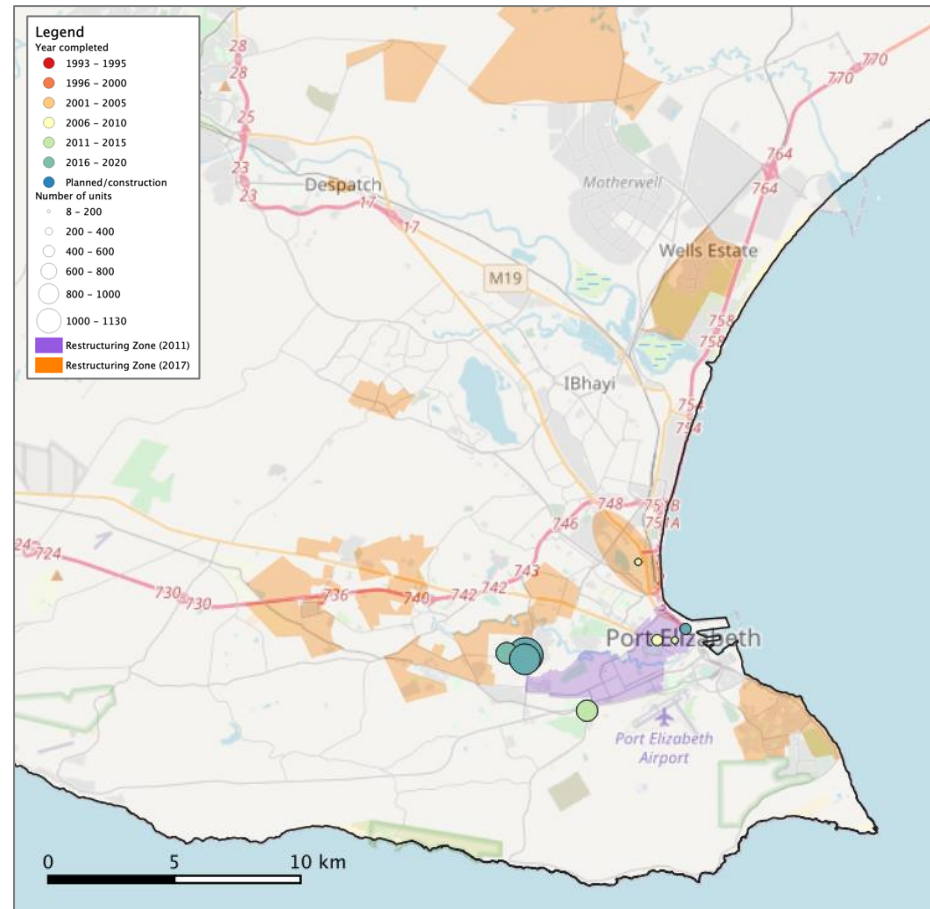 Legend
Year completed
1993 – 1995
1996 – 2000
2001 – 2005
2006 – 2010
2011 – 2015
2016 – 2020
Planned/construction
Number of units
8 – 200
200 – 400
400 – 600
600 – 800
800 – 1000
1000 – 1130
Restructuring Zone (2011)
Restructuring Zone (2017)
28
28
25
23
23
Despatch
17
17
M19
770
770
764
764
Motherwell
Wells Estate
758
758
IBhayi
754
754
748
751B
751A
746
743
742
742
740
736
730
730
724
24
Port Elizabeth
Port Elizabeth
Airport
0 5 10 km